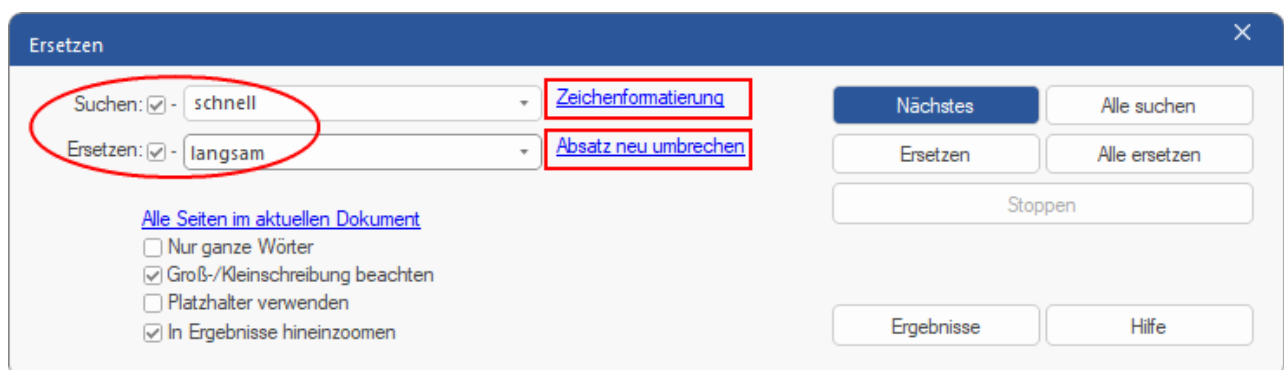 Ersetzen
Suchen: - schnell Zeichenformatierung Nächstes Alle suchen
Ersetzen: - langsam Absatz neu umbrechen Ersetzen Alle ersetzen
Stoppen
Alle Seiten im aktuellen Dokument
Nur ganze Wörter
Groß-/Kleinschreibung beachten
Platzhalter verwenden
In Ergebnisse hineinzoomen Ergebnisse Hilfe